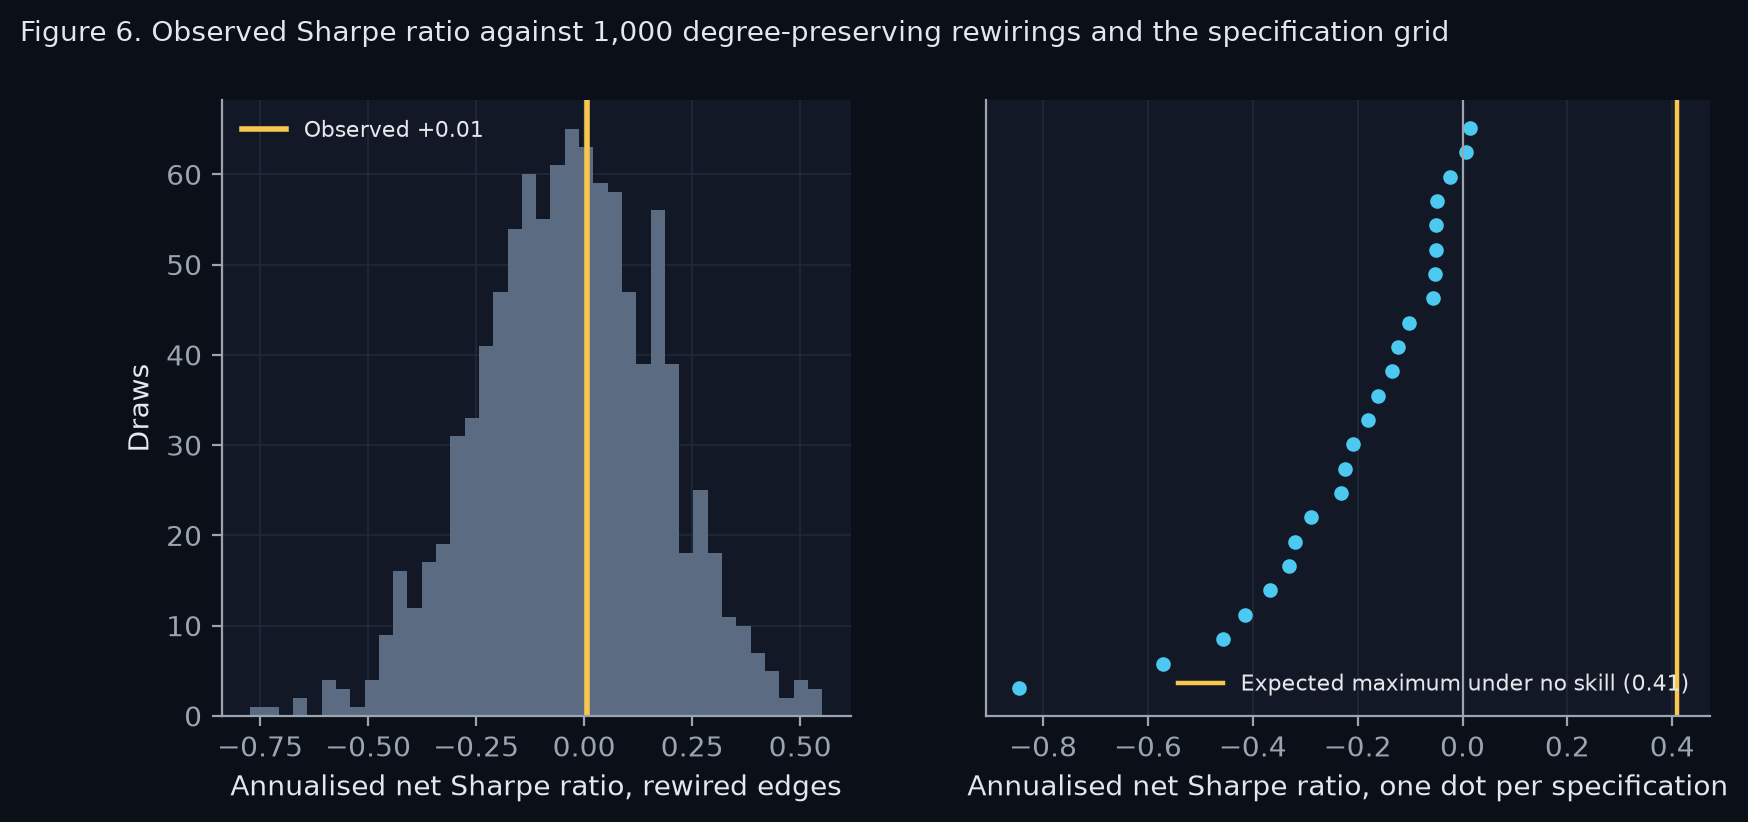 Figure 6. Observed Sharpe ratio against 1,000 degree-preserving rewirings and the specification grid
Observed +0.01
Draws
60
50
40
30
20
10
0
−0.75 −0.50 −0.25 0.00 0.25 0.50
Annualised net Sharpe ratio, rewired edges
Expected maximum under no skill (0.41)
−0.8 −0.6 −0.4 −0.2 0.0 0.2 0.4
Annualised net Sharpe ratio, one dot per specification